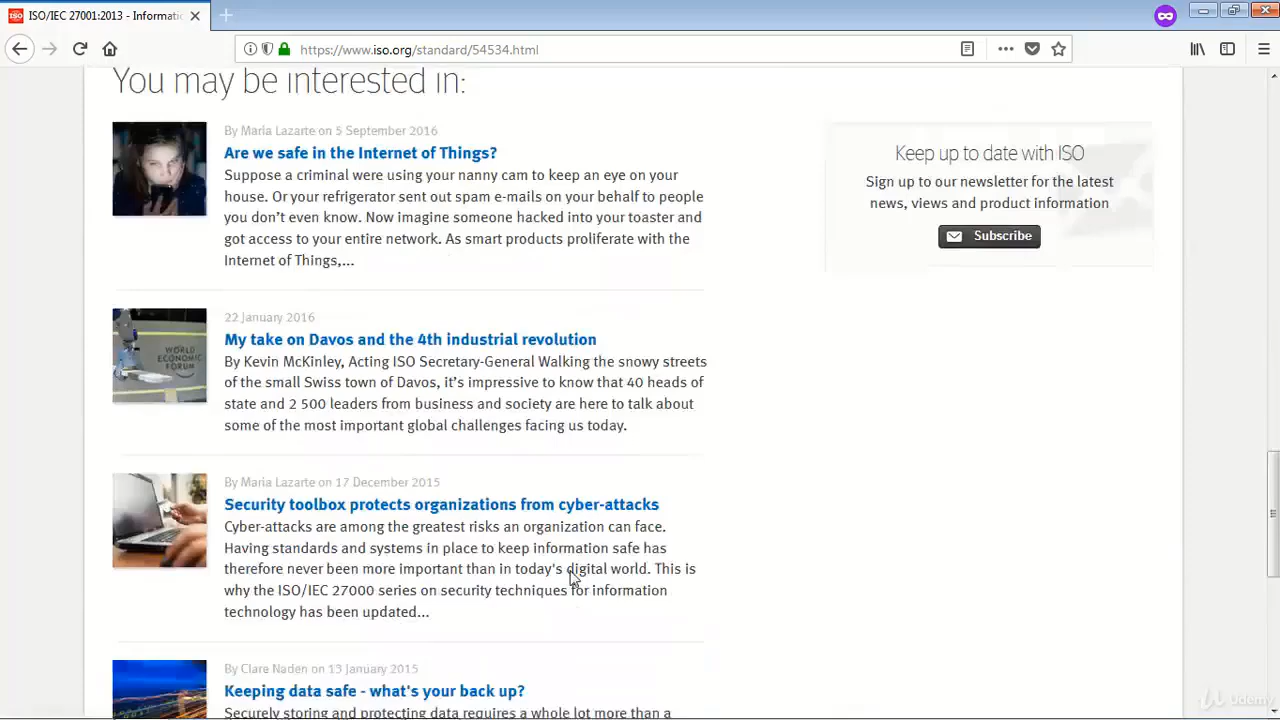 ISO/IEC 27001:2013 - Informatic
https://www.iso.org/standard/54534.html
You may be interested in:
By Maria Lazarte on 5 September 2016
Are we safe in the Internet of Things?
Suppose a criminal were using your nanny cam to keep an eye on your
house. Or your refrigerator sent out spam e-mails on your behalf to people
you don't even know. Now imagine someone hacked into your toaster and
got access to your entire network. As smart products proliferate with the
Internet of Things,...
Keep up to date with ISO
Sign up to our newsletter for the latest
news, views and product information
Subscribe
22 January 2016
My take on Davos and the 4th industrial revolution
By Kevin McKinley, Acting ISO Secretary-General Walking the snowy streets
of the small Swiss town of Davos, it's impressive to know that 40 heads of
state and 2 500 leaders from business and society are here to talk about
some of the most important global challenges facing us today.
WORLD
ECONOMIC
FORUM
By Maria Lazarte on 17 December 2015
Security toolbox protects organizations from cyber-attacks
Cyber-attacks are among the greatest risks an organization can face.
Having standards and systems in place to keep information safe has
therefore never been more important than in today's digital world. This is
why the ISO/IEC 27000 series on security techniques for information
technology has been updated...
By Clare Naden on 13 January 2015
Keeping data safe - what's your back up?
Securely storing and protecting data requires a whole lot more than a
Udemy